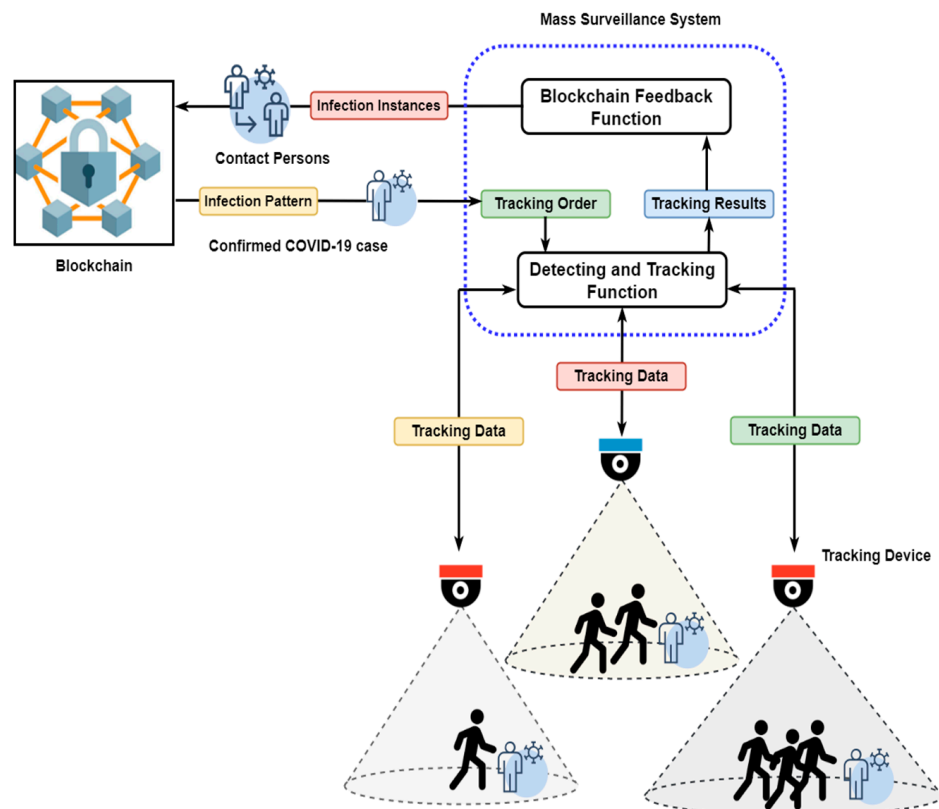 Mass Surveillance System
Blockchain Feedback
Function
Infection Instances
Contact Persons
Infection Pattern
Tracking Order
Tracking Results
Confirmed COVID-19 case
Blockchain
Detecting and Tracking
Function
Tracking Data
Tracking Data
Tracking Data
Tracking Device